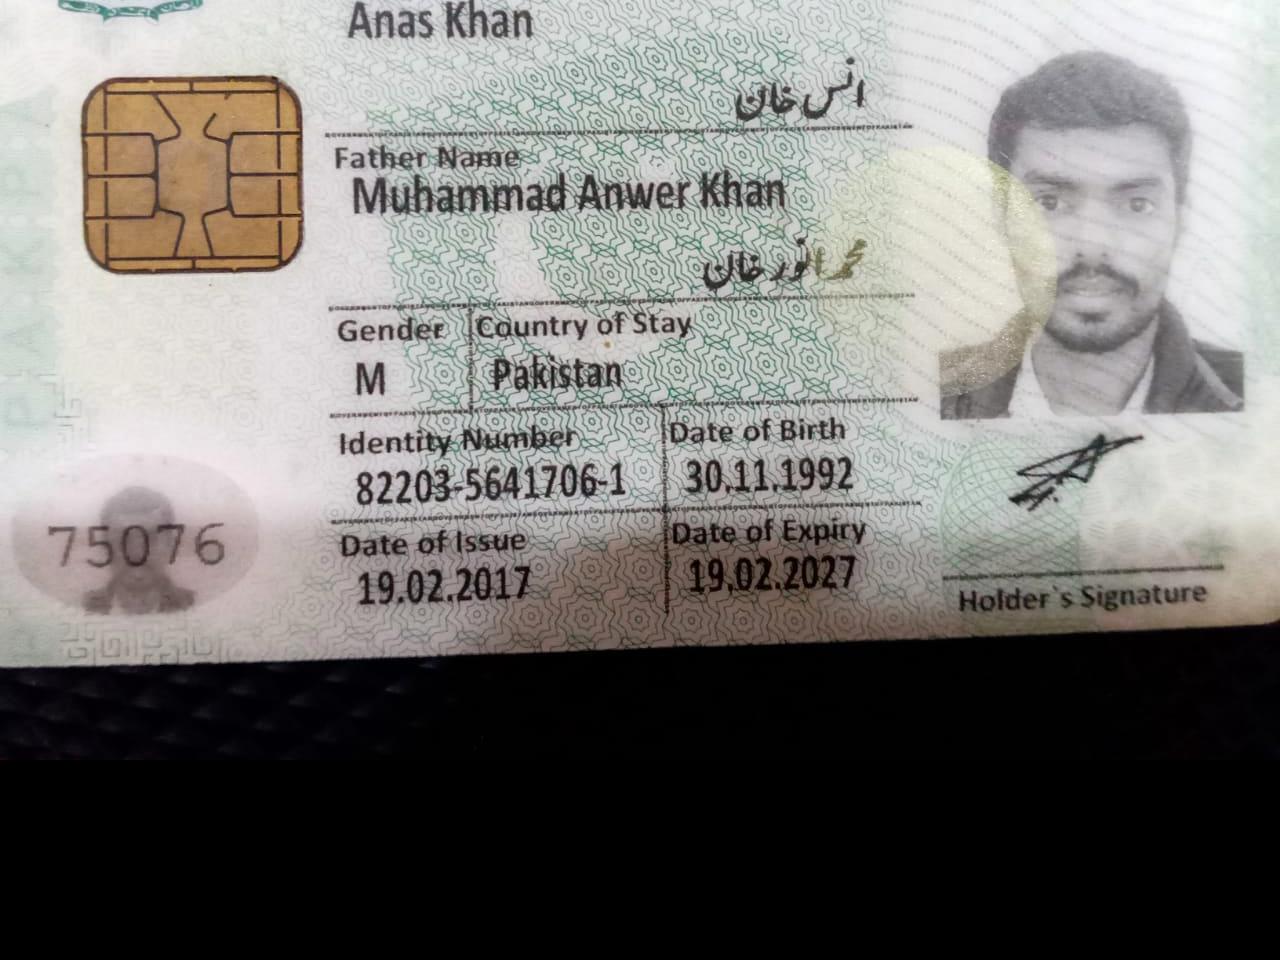 Anas Khan
انس خان
Father Name
Muhammad Anwer Khan
محمد انور خان
Gender
Country of Stay
M
Pakistan
Identity Number
Date of Birth
82203-5641706-1
30.11.1992
75076
Date of Issue
Date of Expiry
19.02.2017
19.02.2027
Holder's Signature